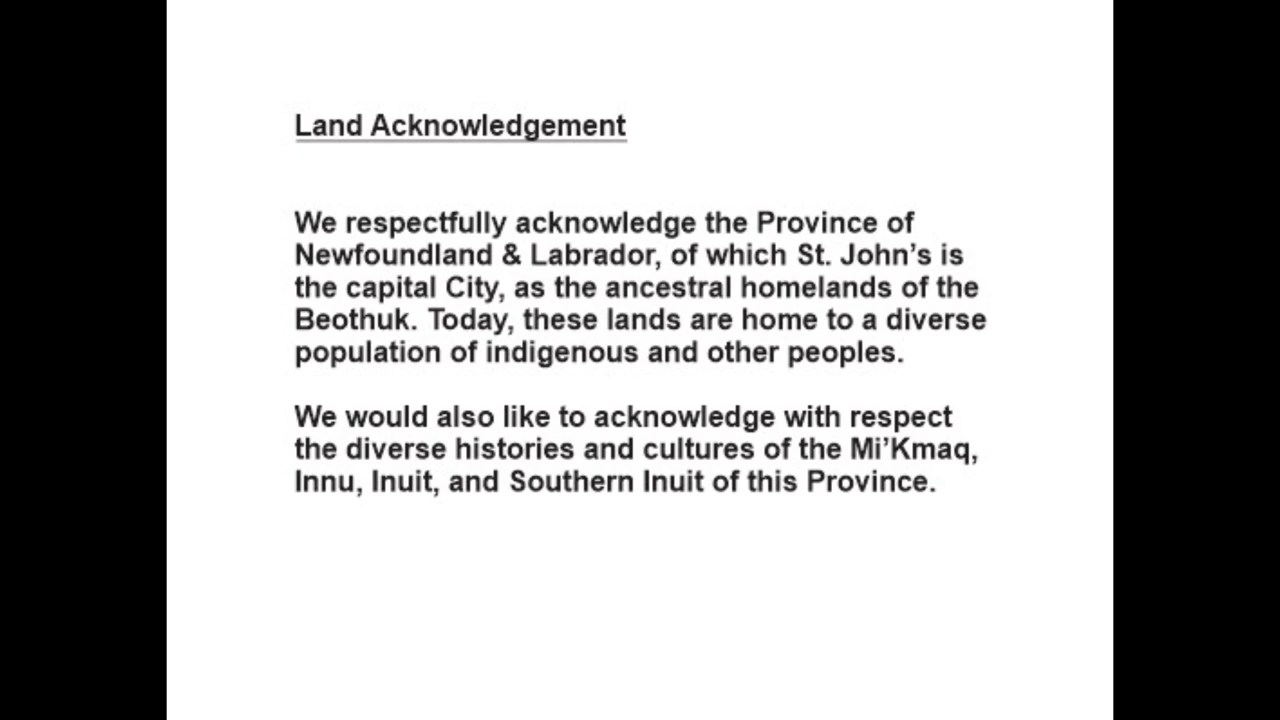 Land Acknowledgement
We respectfully acknowledge the Province of
Newfoundland & Labrador, of which St. John’s is
the capital City, as the ancestral homelands of the
Beothuk. Today, these lands are home to a diverse
population of indigenous and other peoples.
We would also like to acknowledge with respect
the diverse histories and cultures of the Mi’Kmaq,
Innu, Inuit, and Southern Inuit of this Province.